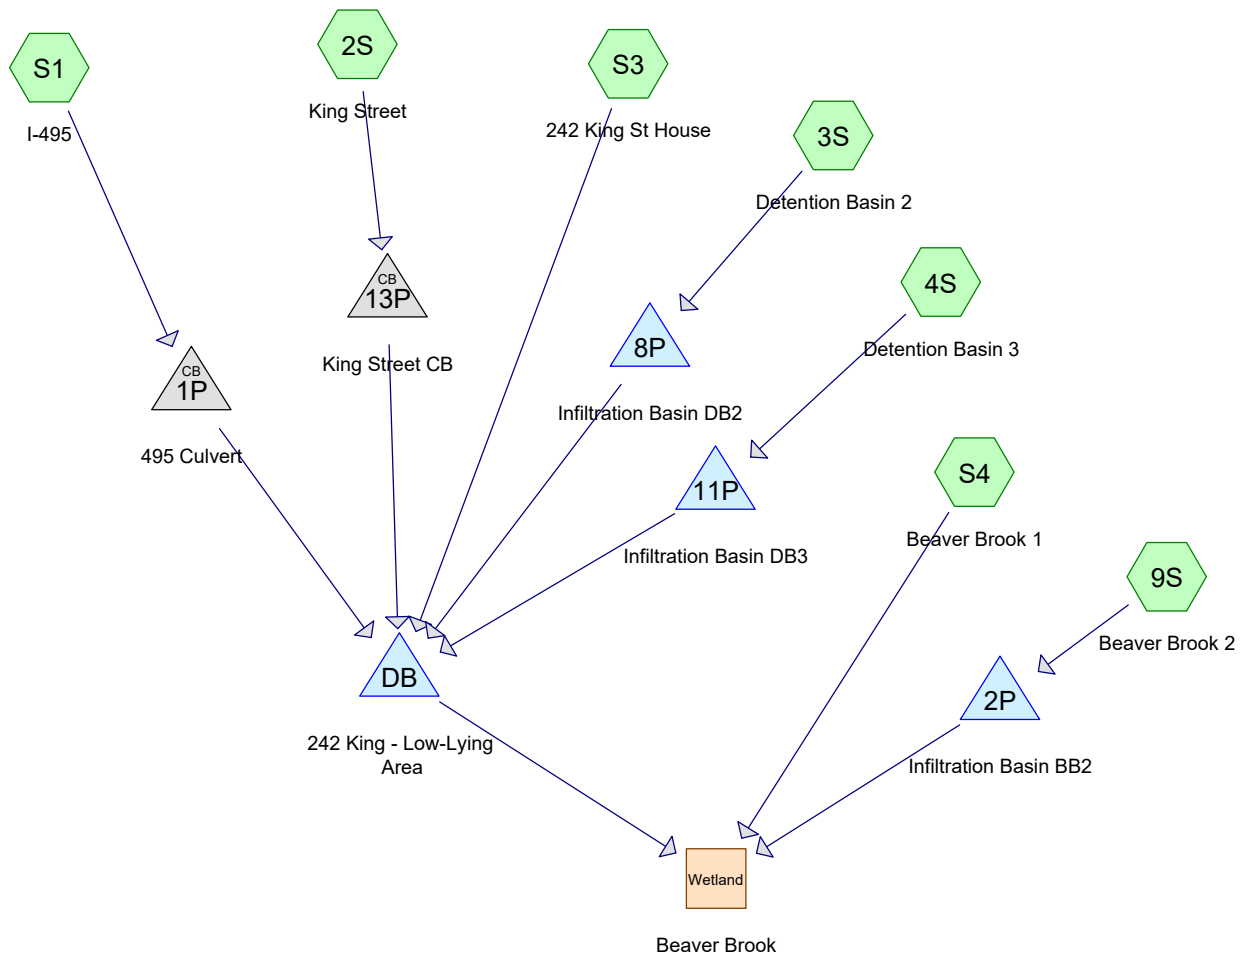 2S
King Street
S3
242 King St House
S1
I-495
3S
Detention Basin 2
4S
Detention Basin 3
CB
13P
King Street CB
8P
Infiltration Basin DB2
CB
1P
495 Culvert
11P
Infiltration Basin DB3
S4
Beaver Brook 1
9S
Beaver Brook 2
DB
242 King - Low-Lying
Area
2P
Infiltration Basin BB2
Wetland
Beaver Brook